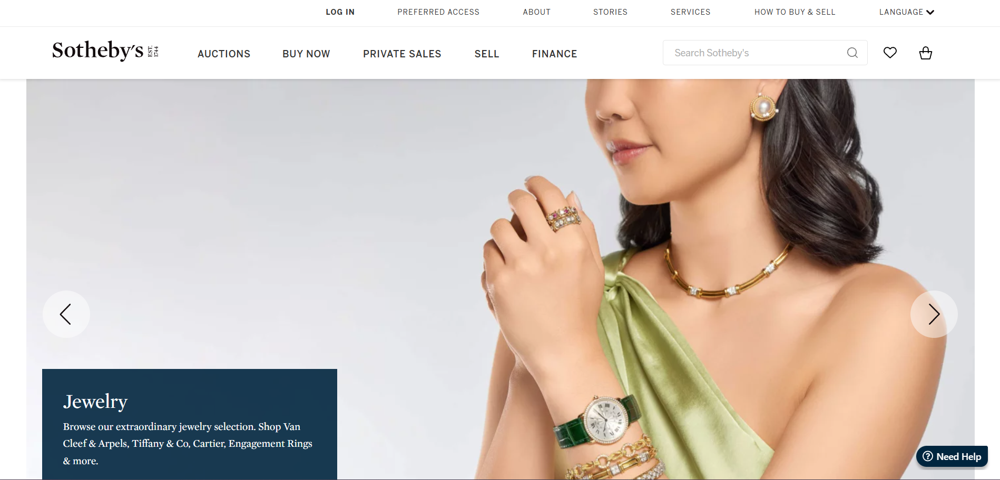 LOG IN
PREFERRED ACCESS
ABOUT
STORIES
SERVICES
HOW TO BUY & SELL
LANGUAGE
Sotheby's EST. 1744
AUCTIONS
BUY NOW
PRIVATE SALES
SELL
FINANCE
Search Sotheby's
Jewelry
Browse our extraordinary jewelry selection. Shop Van
Cleef & Arpels, Tiffany & Co, Cartier, Engagement Rings
& more.
Need Help